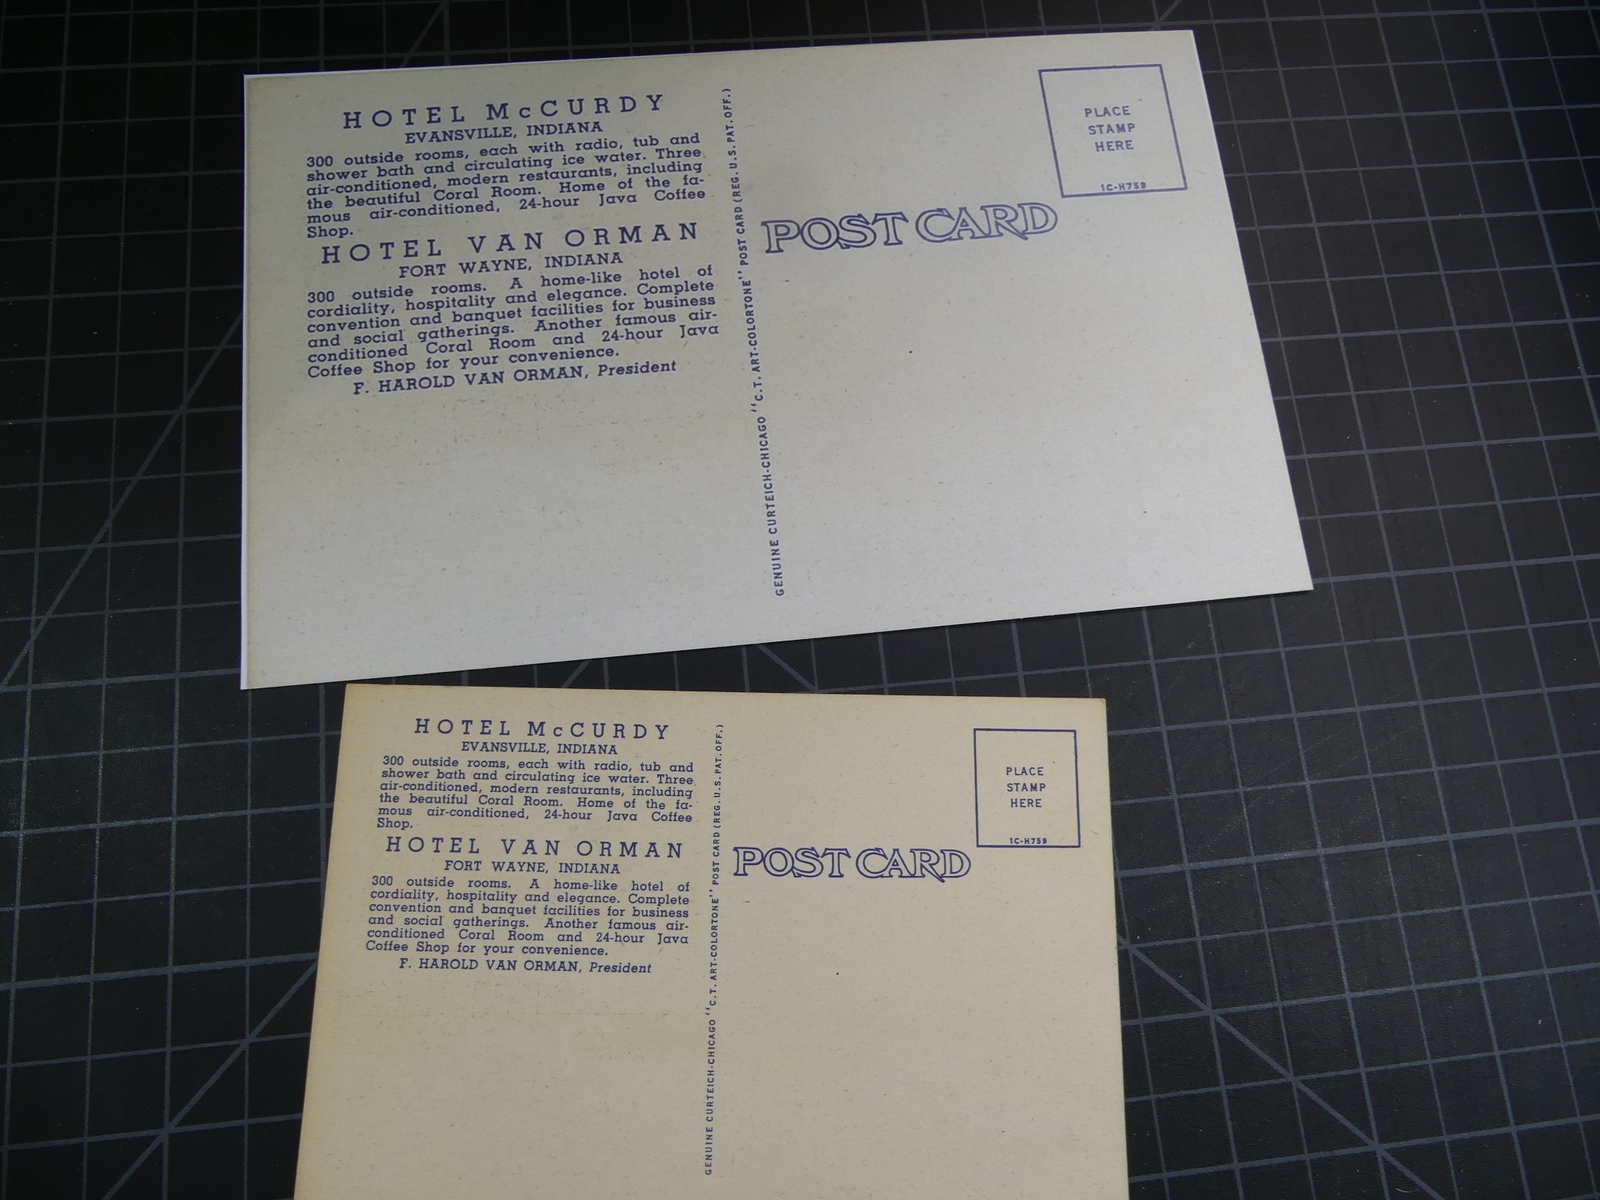 HOTEL McCURDY
EVANSVILLE, INDIANA
300 outside rooms, each with radio, tub and
shower bath and circulating ice water. Three
air-conditioned, modern restaurants, including
the beautiful Coral Room. Home of the fa-
mous air-conditioned, 24-hour Java Coffee
Shop.
HOTEL VAN ORMAN
FORT WAYNE, INDIANA
300 outside rooms. A home-like hotel of
cordiality, hospitality and elegance. Complete
convention and banquet facilities for business
and social gatherings. Another famous air-
conditioned Coral Room and 24-hour Java
Coffee Shop for your convenience.
F. HAROLD VAN ORMAN, President
GENUINE CURTEICH-CHICAGO "C.T. ART-COLORTONE" POST CARD (REG. U.S. PAT. OFF.)
POST CARD
PLACE
STAMP
HERE
1C-H759
HOTEL McCURDY
EVANSVILLE, INDIANA
300 outside rooms, each with radio, tub and
shower bath and circulating ice water. Three
air-conditioned, modern restaurants, including
the beautiful Coral Room. Home of the fa-
mous air-conditioned, 24-hour Java Coffee
Shop.
HOTEL VAN ORMAN
FORT WAYNE, INDIANA
300 outside rooms. A home-like hotel of
cordiality, hospitality and elegance. Complete
convention and banquet facilities for business
and social gatherings. Another famous air-
conditioned Coral Room and 24-hour Java
Coffee Shop for your convenience.
F. HAROLD VAN ORMAN, President
GENUINE CURTEICH-CHICAGO "C.T. ART-COLORTONE" POST CARD (REG. U.S. PAT. OFF.)
POST CARD
PLACE
STAMP
HERE
1C-H759